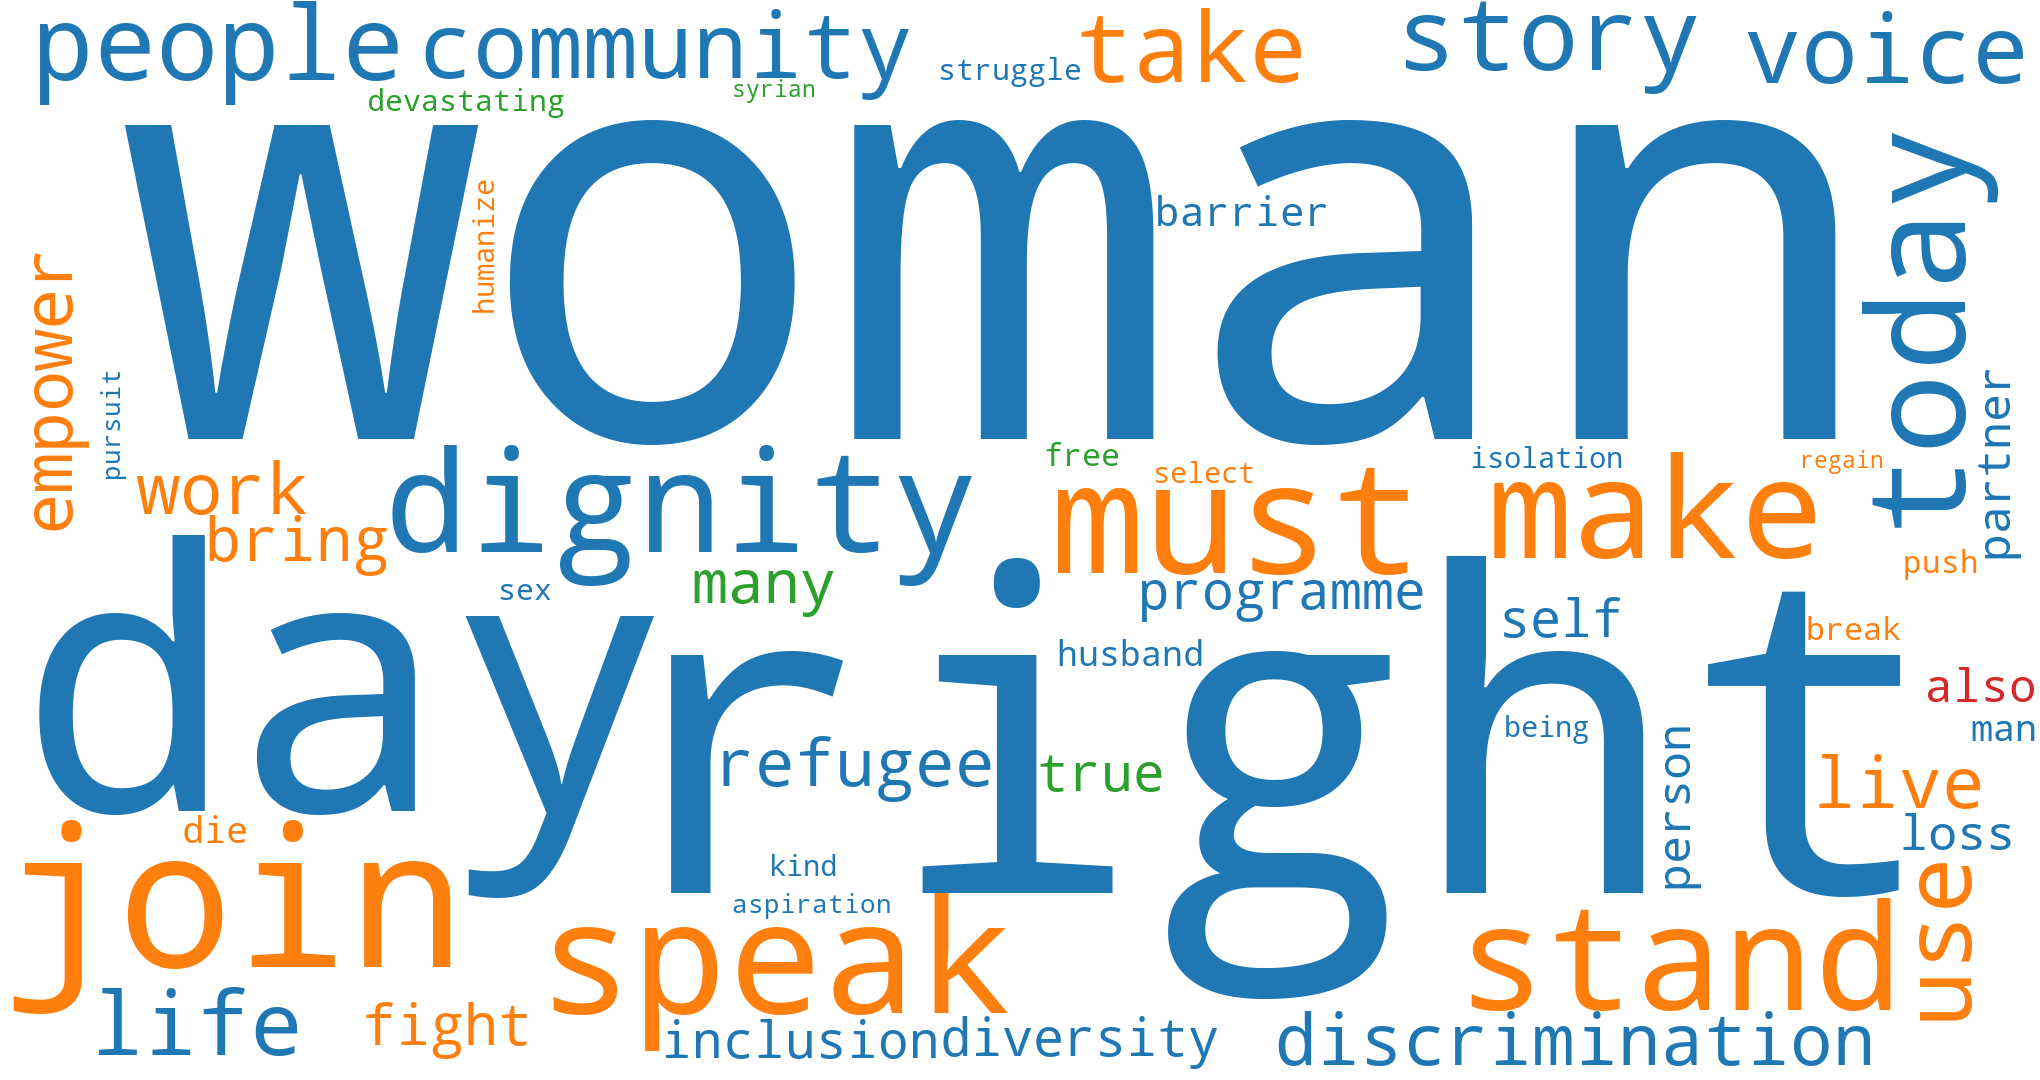 people
community
struggle
take
story
voice
devastating
syrian
woman
humanize
barrier
today
empower
pursuit
partner
work
bring
dignity
free
select
must
isolation
make
regain
push
day
sex
many
right
programme
self
break
husband
also
being
man
refugee
true
person
live
loss
die
join
kind
aspiration
speak
stand
use
life
fight
inclusion
diversity
discrimination